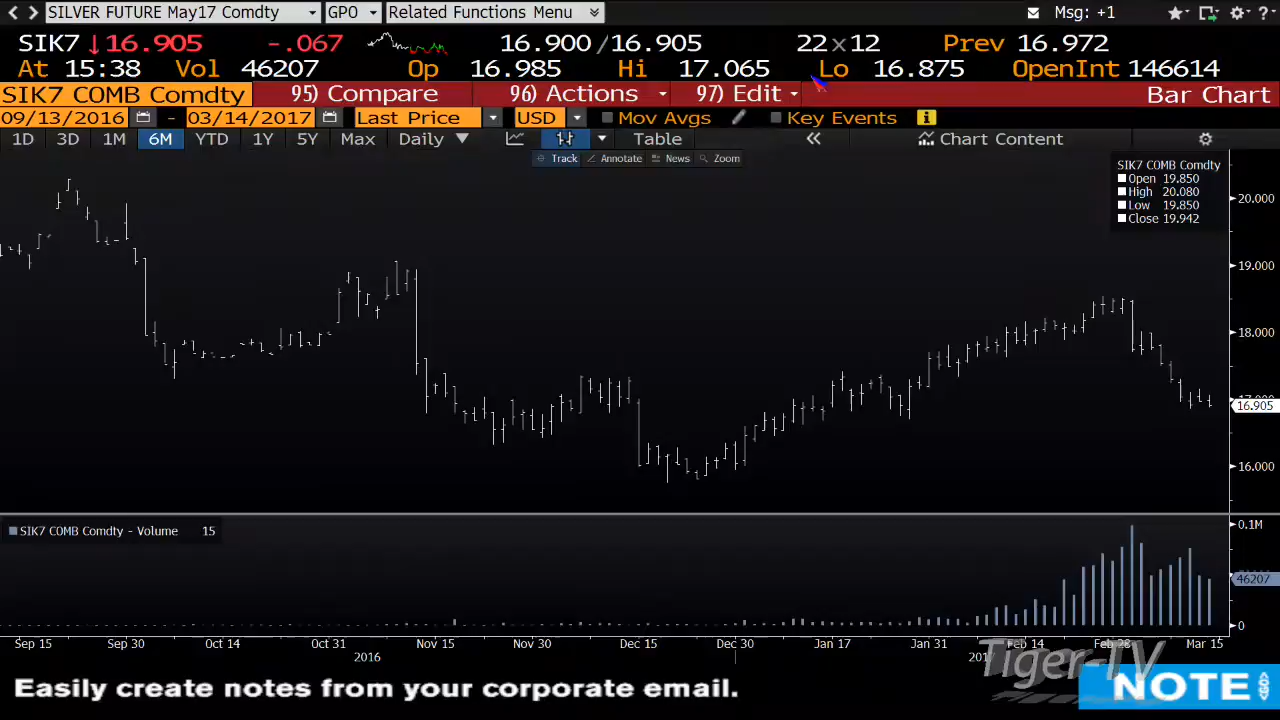 SILVER FUTURE May17 Comdty GPO Related Functions Menu Msg: +1
SIK7 ↓16.905 -.067 16.900/16.905 22x12 Prev 16.972
At 15:38 Vol 46207 Op 16.985 Hi 17.065 Lo 16.875 OpenInt 146614
SIK7 COMB Comdty 95) Compare 96) Actions 97) Edit Bar Chart
09/13/2016 - 03/14/2017 Last Price USD Mov Avgs Key Events
1D 3D 1M 6M YTD 1Y 5Y Max Daily Table Chart Content
Track Annotate News Zoom
SIK7 COMB Comdty
Open 19.850
High 20.080
Low 19.850
Close 19.942
20.000
19.000
18.000
16.905
16.000
SIK7 COMB Comdty - Volume 15
0.1M
46207
0
Sep 15 Sep 30 Oct 14 Oct 31 Nov 15 Nov 30 Dec 15 Dec 30 Jan 17 Jan 31 Feb 14 Feb 28 Mar 15
2016
Tiger-TV
Easily create notes from your corporate email.
NOTE